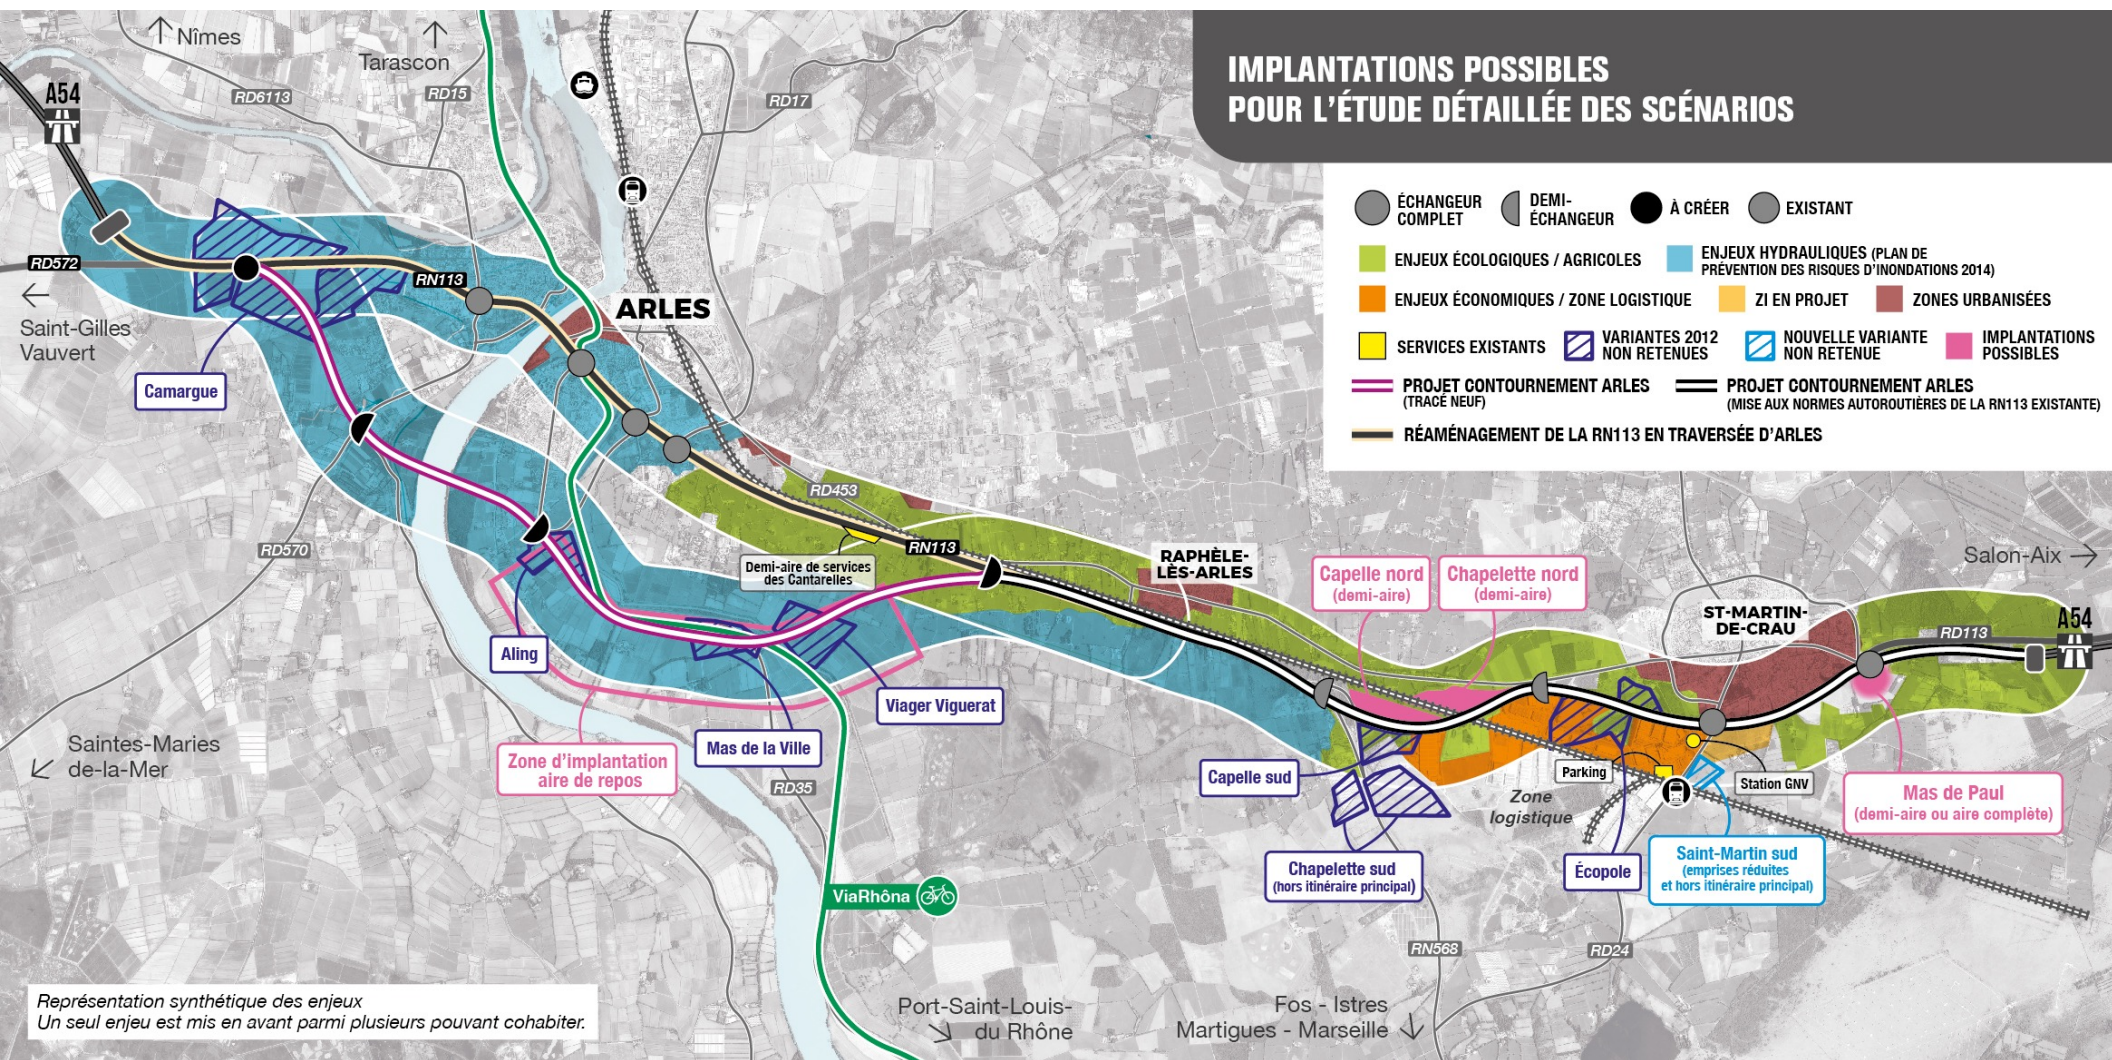 IMPLANTATIONS POSSIBLES
POUR L'ÉTUDE DÉTAILLÉE DES SCÉNARIOS
ÉCHANGEUR
COMPLET
DEMI-
ÉCHANGEUR
À CRÉER
EXISTANT
ENJEUX ÉCOLOGIQUES / AGRICOLES
ENJEUX HYDRAULIQUES (PLAN DE
PRÉVENTION DES RISQUES D'INONDATIONS 2014)
ENJEUX ÉCONOMIQUES / ZONE LOGISTIQUE
ZI EN PROJET
ZONES URBANISÉES
SERVICES EXISTANTS
VARIANTES 2012
NON RETENUES
NOUVELLE VARIANTE
NON RETENUE
IMPLANTATIONS
POSSIBLES
PROJET CONTOURNEMENT ARLES
(TRACÉ NEUF)
PROJET CONTOURNEMENT ARLES
(MISE AUX NORMES AUTOROUTIÈRES DE LA RN113 EXISTANTE)
RÉAMÉNAGEMENT DE LA RN113 EN TRAVERSÉE D'ARLES
Nîmes
Tarascon
A54
RD6113
RD15
RD17
RD572
Saint-Gilles
Vauvert
RN113
ARLES
Camargue
RD570
RD453
Demi-aire de services
des Cantarelles
RN113
RAPHÈLE-
LÈS-ARLES
Capelle nord
(demi-aire)
Chapelette nord
(demi-aire)
ST-MARTIN-
DE-CRAU
Salon-Aix
A54
RD113
Aling
Viager Viguerat
Mas de la Ville
Zone d'implantation
aire de repos
Saintes-Maries
de-la-Mer
RD35
Capelle sud
Parking
Station GNV
Zone
logistique
Mas de Paul
(demi-aire ou aire complète)
Chapelette sud
(hors itinéraire principal)
Écopole
Saint-Martin sud
(emprises réduites
et hors itinéraire principal)
ViaRhôna
RN568
RD24
Port-Saint-Louis-
du Rhône
Fos - Istres
Martigues - Marseille
Représentation synthétique des enjeux
Un seul enjeu est mis en avant parmi plusieurs pouvant cohabiter.